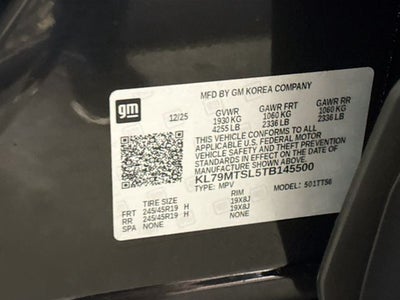 gm
MFD BY GM KOREA COMPANY
12/25 GVWR GAWR FRT GAWR RR
1930 KG 1060 KG 1060 KG
4255 LB 2336 LB 2336 LB
THIS VEHICLE CONFORMS TO ALL
APPLICABLE U.S. FEDERAL MOTOR VEHICLE
SAFETY, BUMPER, AND THEFT PREVENTION
STANDARDS IN EFFECT ON THE DATE OF
MANUFACTURE SHOWN ABOVE.
KL79MTSL5TB145500
TYPE: MPV MODEL: 501TT56
TIRE SIZE RIM
FRT 245/45R19 H 19X8J
RR 245/45R19 H 19X8J
SPA NONE NONE